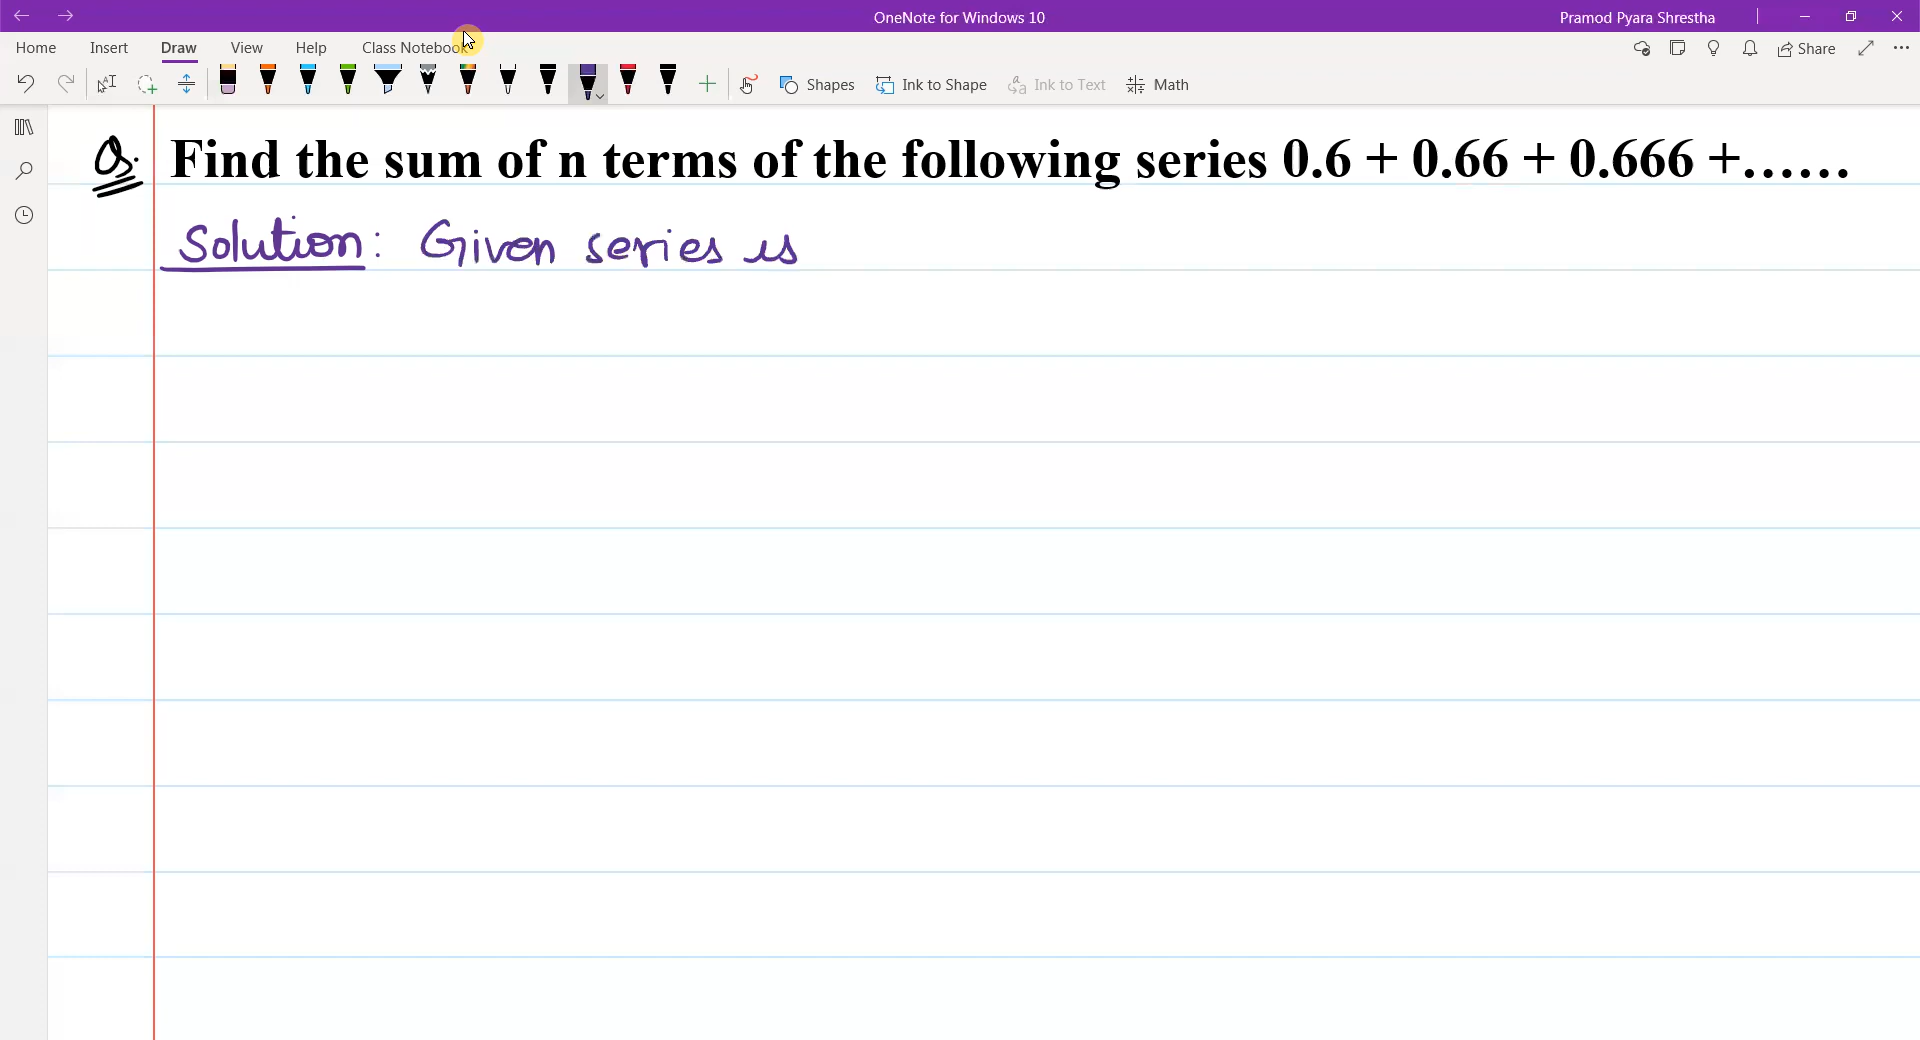 OneNote for Windows 10
Pramod Pyara Shrestha
Home Insert Draw View Help Class Notebook
Share
Shapes Ink to Shape Ink to Text Math
Q. Find the sum of n terms of the following series 0.6 + 0.66 + 0.666 +......
Solution: Given series is